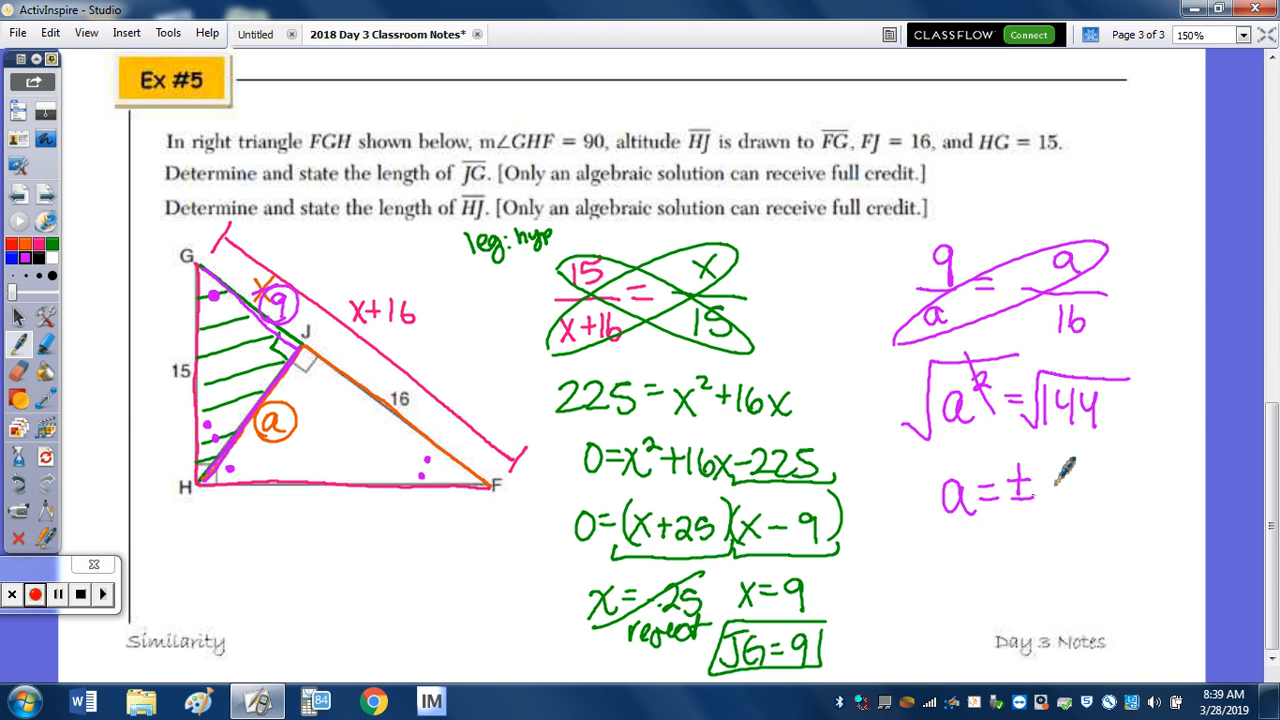 ActivInspire - Studio
File Edit View Insert Tools Help Untitled 2018 Day 3 Classroom Notes* CLASSFLOW Connect Page 3 of 3 150%
Ex #5
In right triangle FGH shown below, m∠GHF = 90, altitude HJ is drawn to FG, FJ = 16, and HG = 15.
Determine and state the length of JG. [Only an algebraic solution can receive full credit.]
Determine and state the length of HJ. [Only an algebraic solution can receive full credit.]
leg: hyp
G
x
9
x+16
J
15
16
a
H
F
15/x+16 = x/15
225 = x²+16x
0=x²+16x-225
0=(x+25)(x-9)
x=-25 x=9
reject
JG=9
9/a = a/16
√a² = √144
a=±
Similarity
Day 3 Notes
84
IM
8:39 AM
3/28/2019